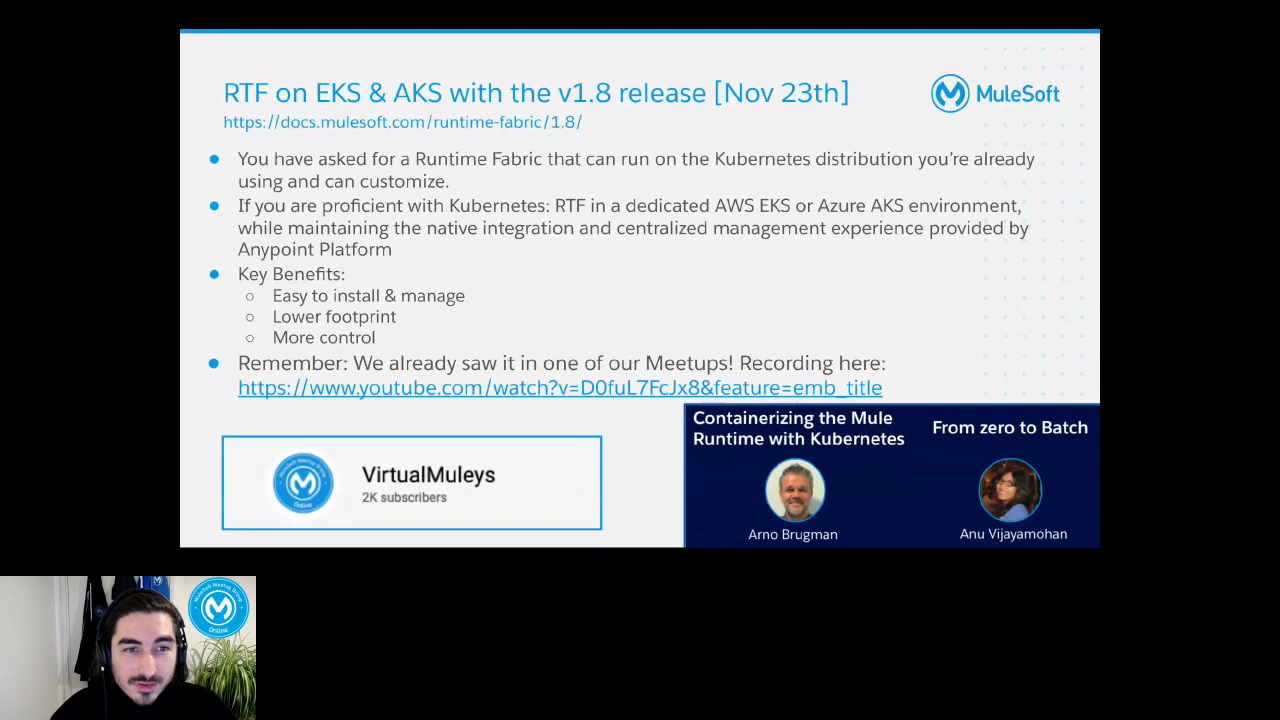 RTF on EKS & AKS with the v1.8 release [Nov 23th]
MuleSoft
https://docs.mulesoft.com/runtime-fabric/1.8/
You have asked for a Runtime Fabric that can run on the Kubernetes distribution you're already
using and can customize.
If you are proficient with Kubernetes: RTF in a dedicated AWS EKS or Azure AKS environment,
while maintaining the native integration and centralized management experience provided by
Anypoint Platform
Key Benefits:
Easy to install & manage
Lower footprint
More control
Remember: We already saw it in one of our Meetups! Recording here:
https://www.youtube.com/watch?v=D0fuL7FcJx8&feature=emb_title
VirtualMuleys
2K subscribers
Containerizing the Mule
Runtime with Kubernetes
Arno Brugman
From zero to Batch
Anu Vijayamohan
MuleSoft Meetup Group
Online